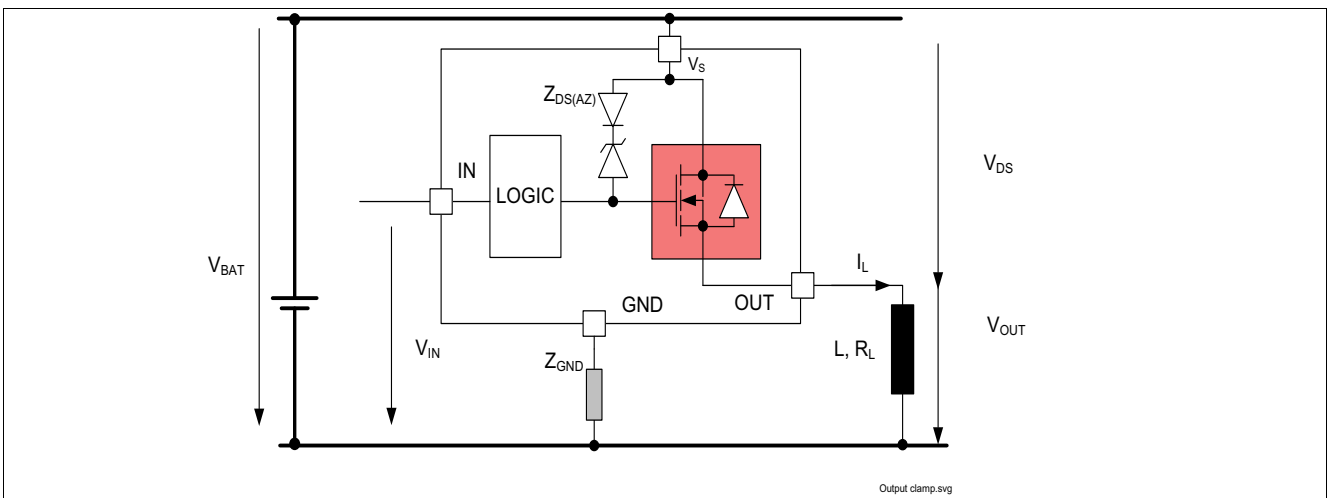 VS
ZDS(AZ)
IN
LOGIC
VDS
VBAT
IL
GND
OUT
VIN
VOUT
L, RL
ZGND
Output clamp.svg